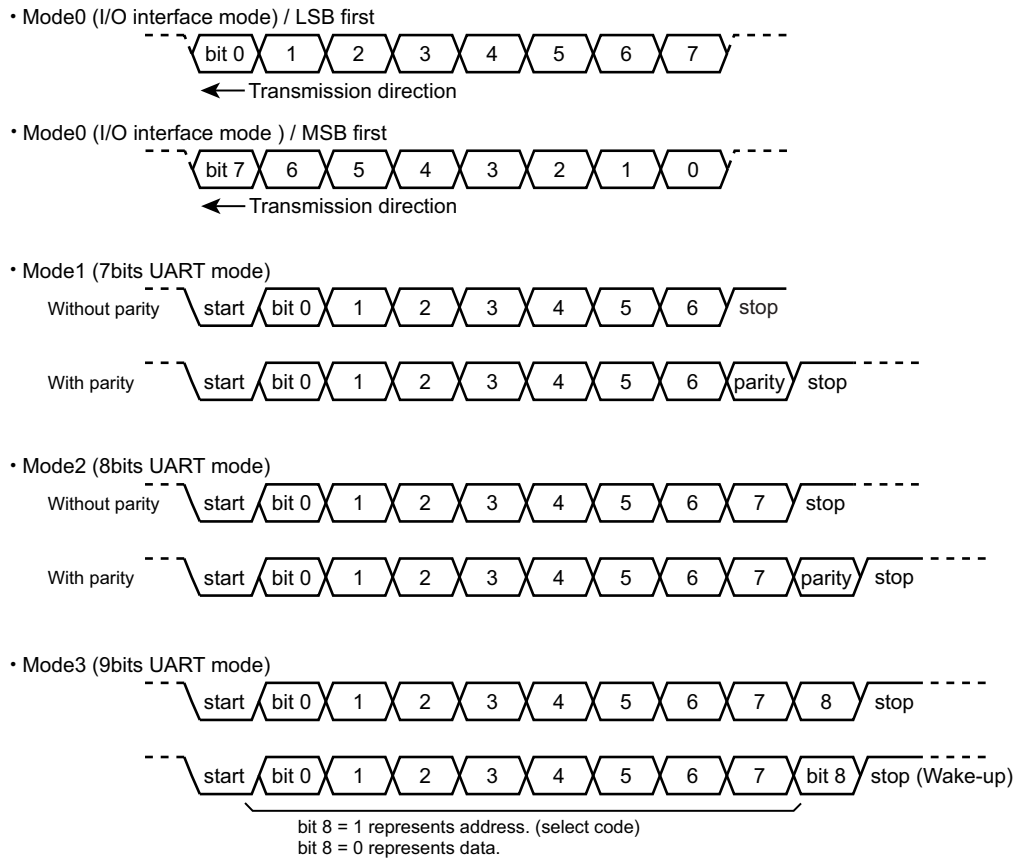 ・Mode0 (I/O interface mode) / LSB first
bit 0 1 2 3 4 5 6 7
Transmission direction
・Mode0 (I/O interface mode ) / MSB first
bit 7 6 5 4 3 2 1 0
Transmission direction
・Mode1 (7bits UART mode)
Without parity start bit 0 1 2 3 4 5 6 stop
With parity start bit 0 1 2 3 4 5 6 parity stop
・Mode2 (8bits UART mode)
Without parity start bit 0 1 2 3 4 5 6 7 stop
With parity start bit 0 1 2 3 4 5 6 7 parity stop
・Mode3 (9bits UART mode)
start bit 0 1 2 3 4 5 6 7 8 stop
start bit 0 1 2 3 4 5 6 7 bit 8 stop (Wake-up)
bit 8 = 1 represents address. (select code)
bit 8 = 0 represents data.